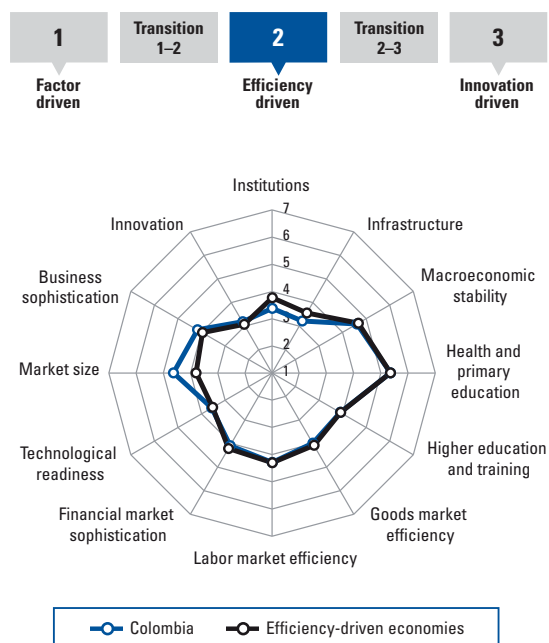 1
Transition
1–2
2
Transition
2–3
3
Factor
driven
Efficiency
driven
Innovation
driven
Institutions
7
Innovation
Infrastructure
6
5
Business
sophistication
Macroeconomic
stability
4
3
2
Market size
1
Health and
primary
education
Technological
readiness
Higher education
and training
Financial market
sophistication
Goods market
efficiency
Labor market efficiency
Colombia
Efficiency-driven economies